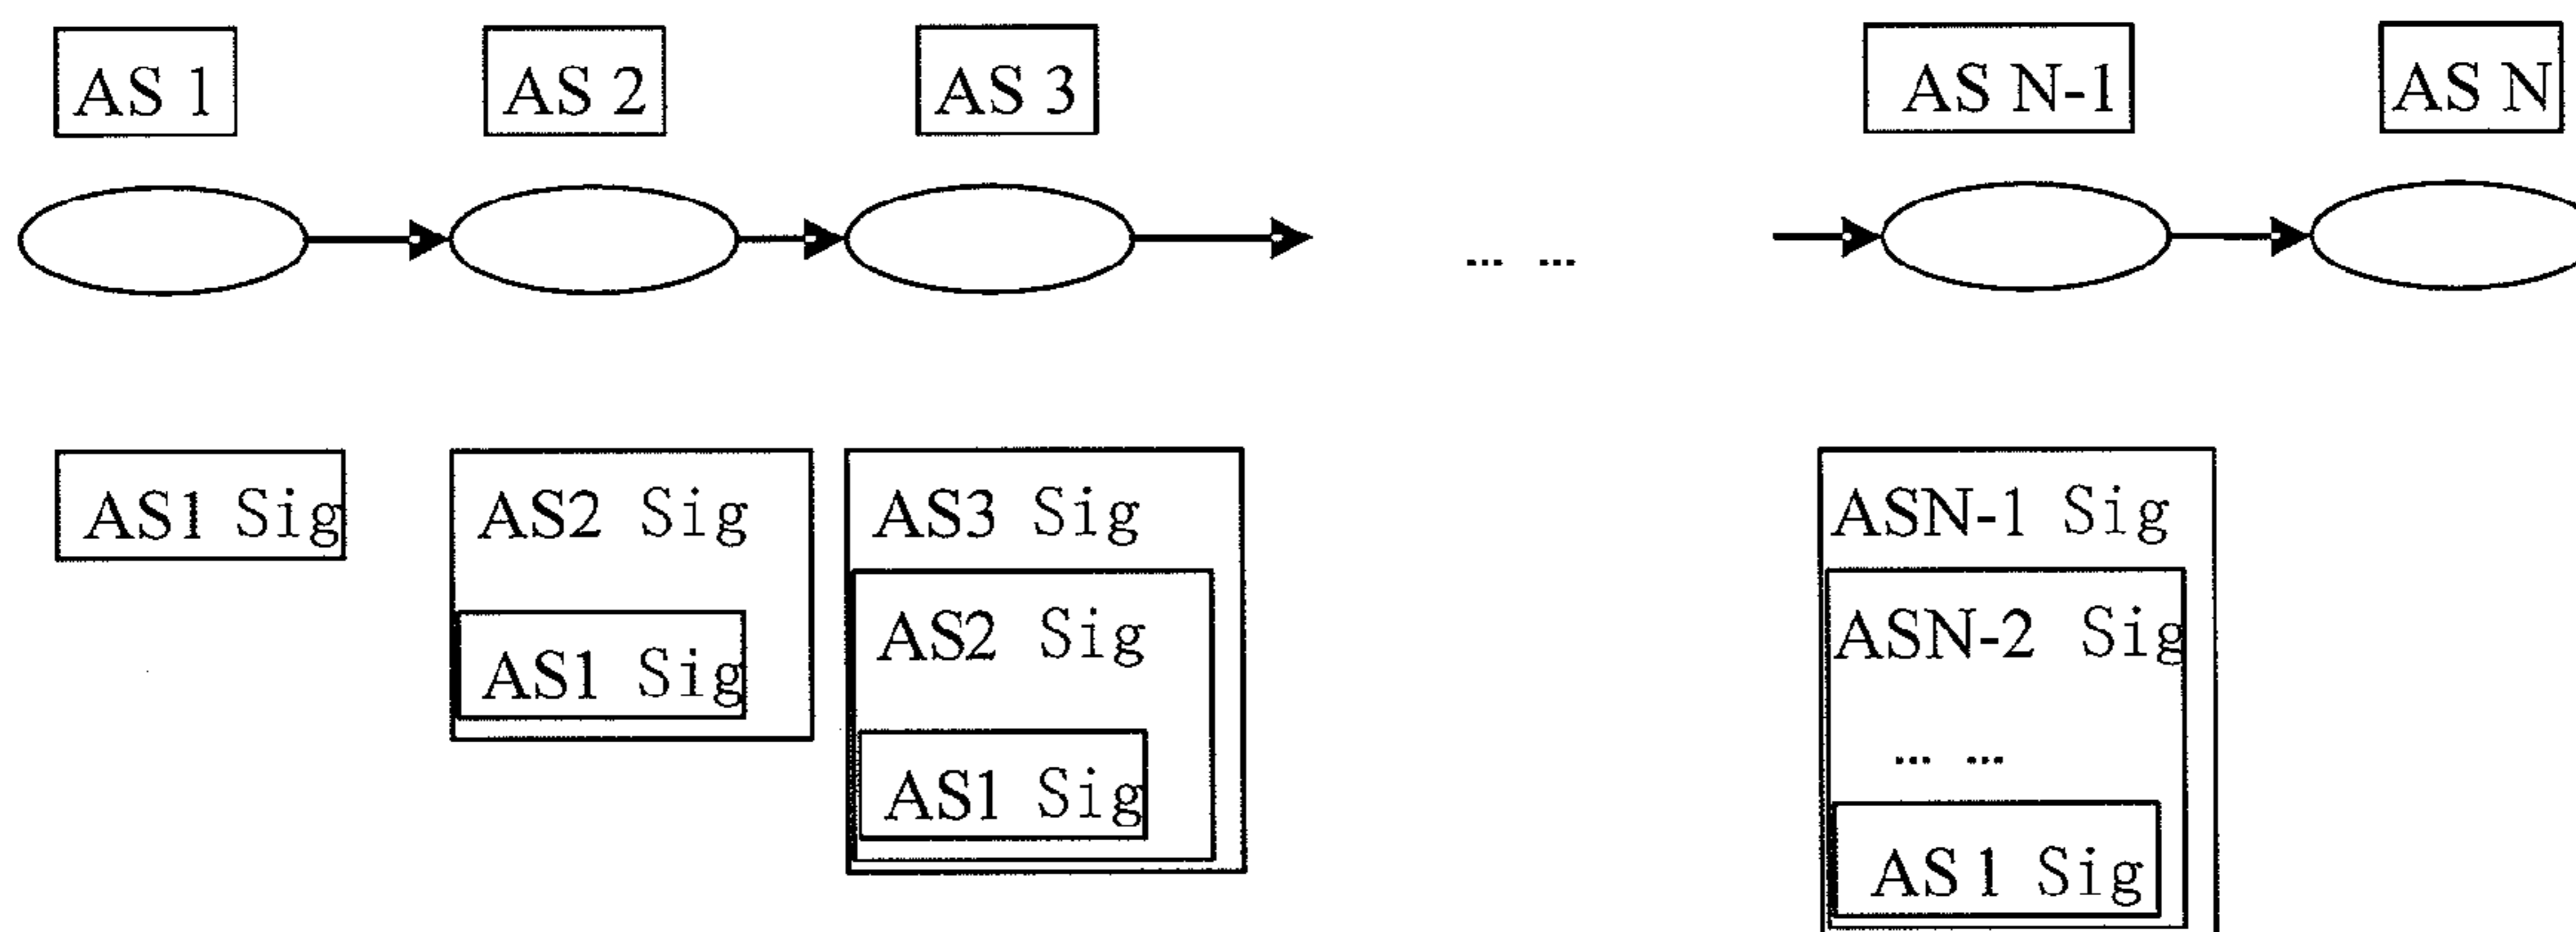 AS 1
AS 2
AS 3
AS N-1
AS N
... ...
AS1 Sig
AS2 Sig
AS1 Sig
AS3 Sig
AS2 Sig
AS1 Sig
ASN-1 Sig
ASN-2 Sig
... ...
AS 1 Sig